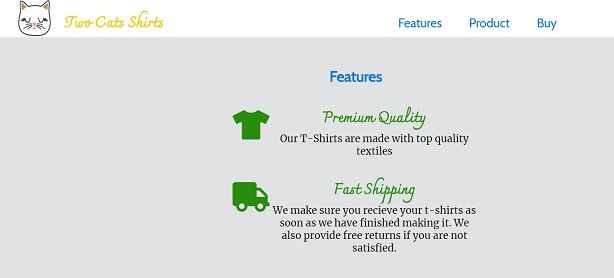 Two Cats Shirts
Features Product Buy
Features
Premium Quality
Our T-Shirts are made with top quality
textiles
Fast Shipping
We make sure you recieve your t-shirts as
soon as we have finished making it. We
also provide free returns if you are not
satisfied.